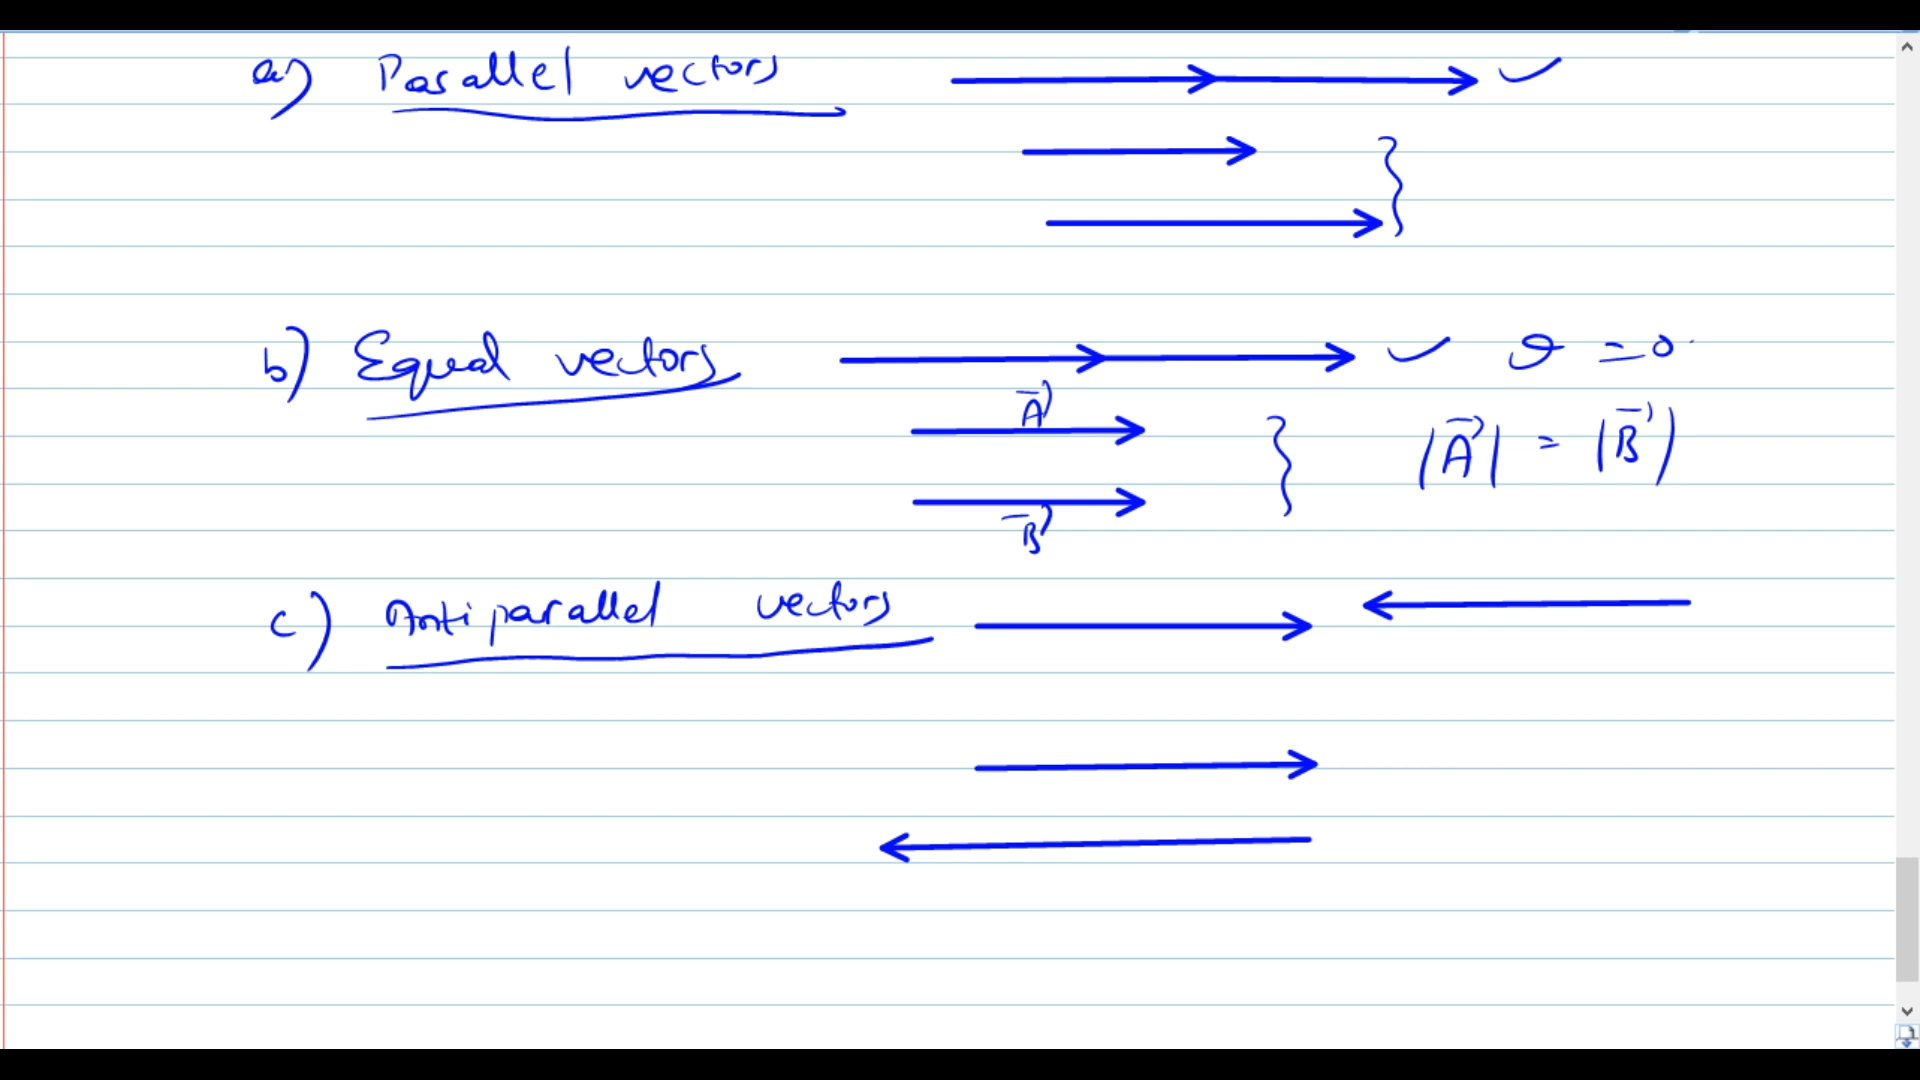 a) Parallel vectors
b) Equal vectors θ = 0
A⃗
|A⃗| = |B⃗|
B⃗
c) Antiparallel vectors